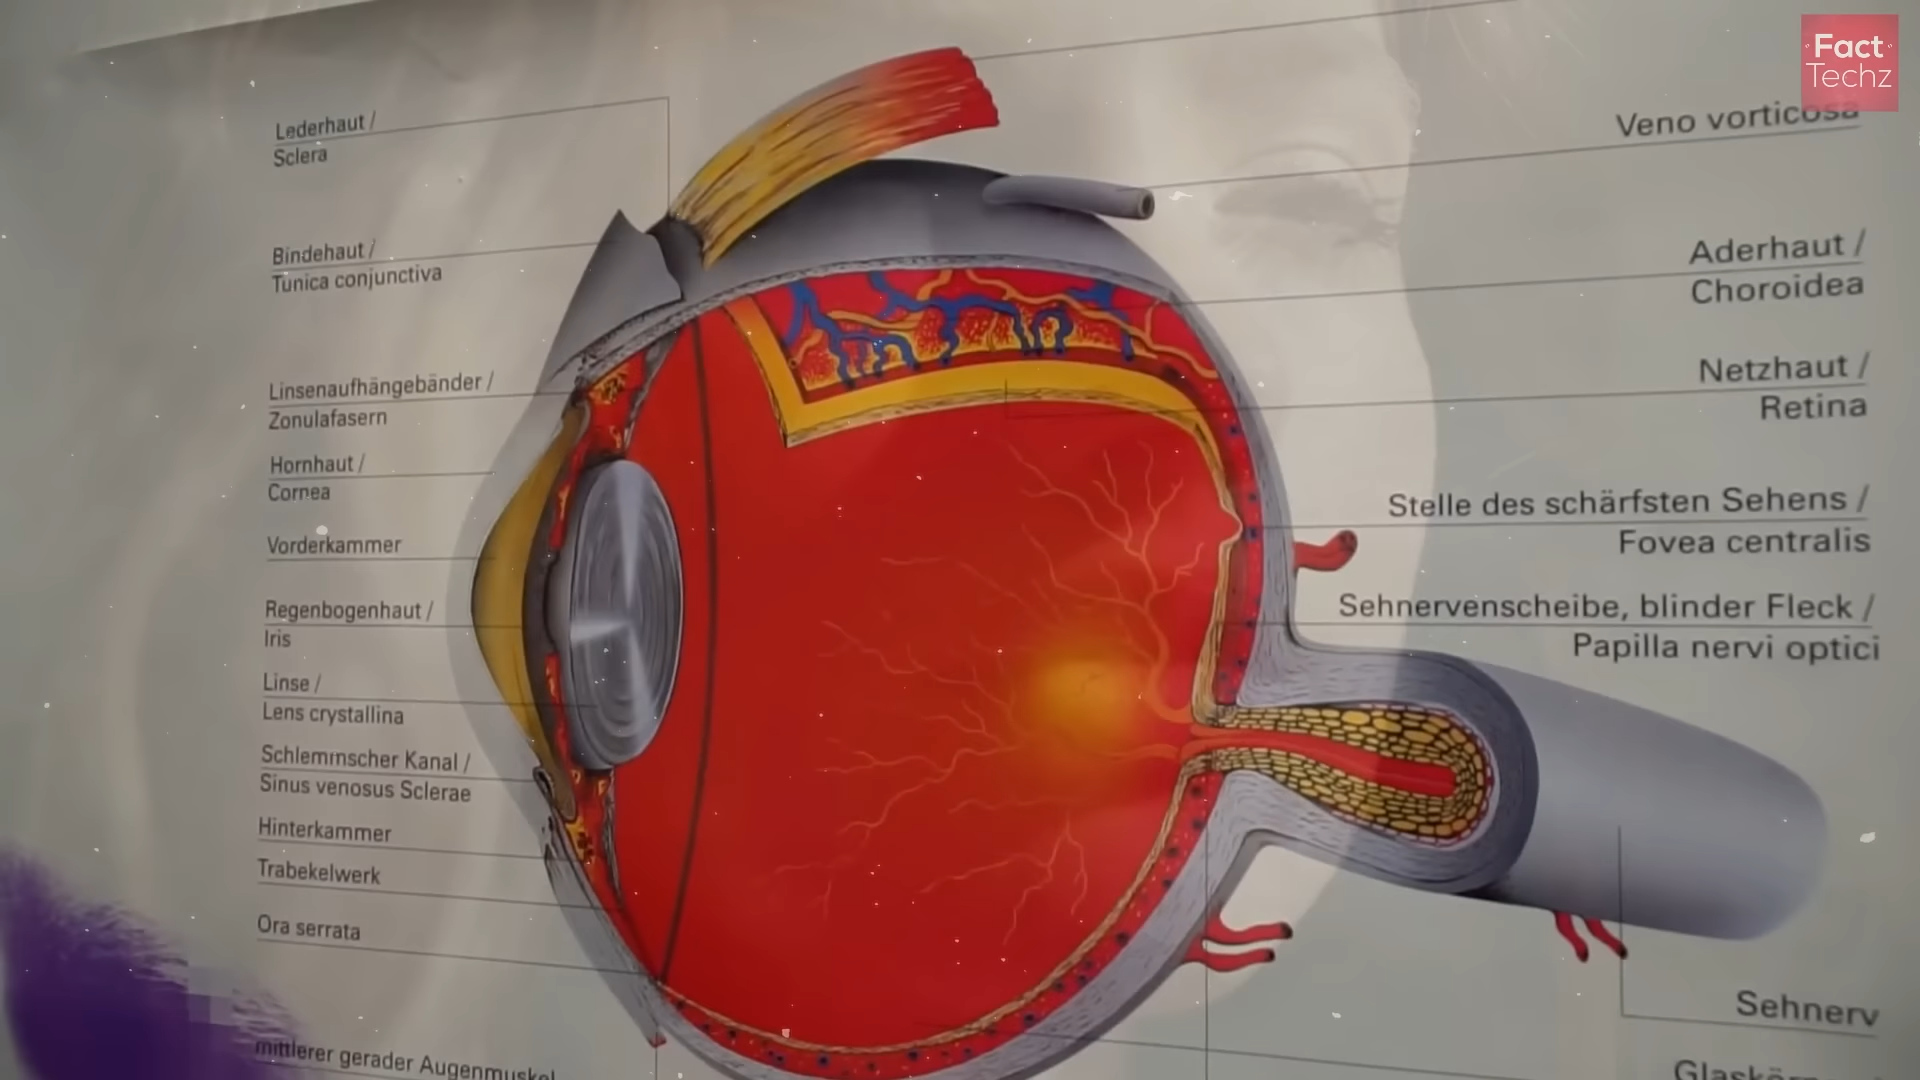 Fact
Techz
Lederhaut /
Sclera
Bindehaut /
Tunica conjunctiva
Linsenaufhängebänder /
Zonulafasern
Hornhaut /
Cornea
Vorderkammer
Regenbogenhaut /
Iris
Linse /
Lens crystallina
Schlemmscher Kanal /
Sinus venosus Sclerae
Hinterkammer
Trabekelwerk
Ora serrata
mittlerer gerader Augenmuskel
Veno vorticosa
Aderhaut /
Choroidea
Netzhaut /
Retina
Stelle des schärfsten Sehens /
Fovea centralis
Sehnervenscheibe, blinder Fleck /
Papilla nervi optici
Sehnerv